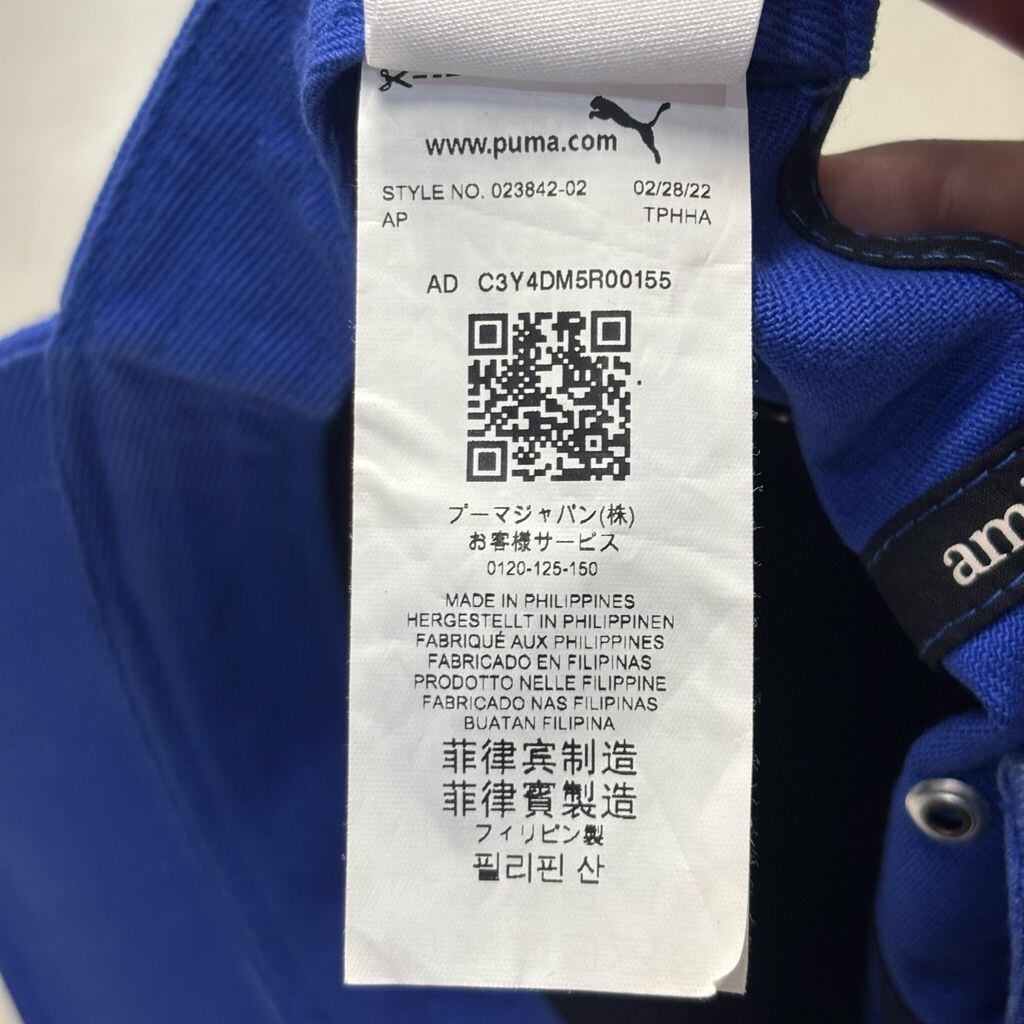 www.puma.com
STYLE NO. 023842-02 02/28/22
AP TPHHA
AD C3Y4DM5R00155
プーマジャパン(株)
お客様サービス
0120-125-150
MADE IN PHILIPPINES
HERGESTELLT IN PHILIPPINEN
FABRIQUÉ AUX PHILIPPINES
FABRICADO EN FILIPINAS
PRODOTTO NELLE FILIPPINE
FABRICADO NAS FILIPINAS
BUATAN FILIPINA
菲律宾制造
菲律賓製造
フィリピン製
필리핀 산